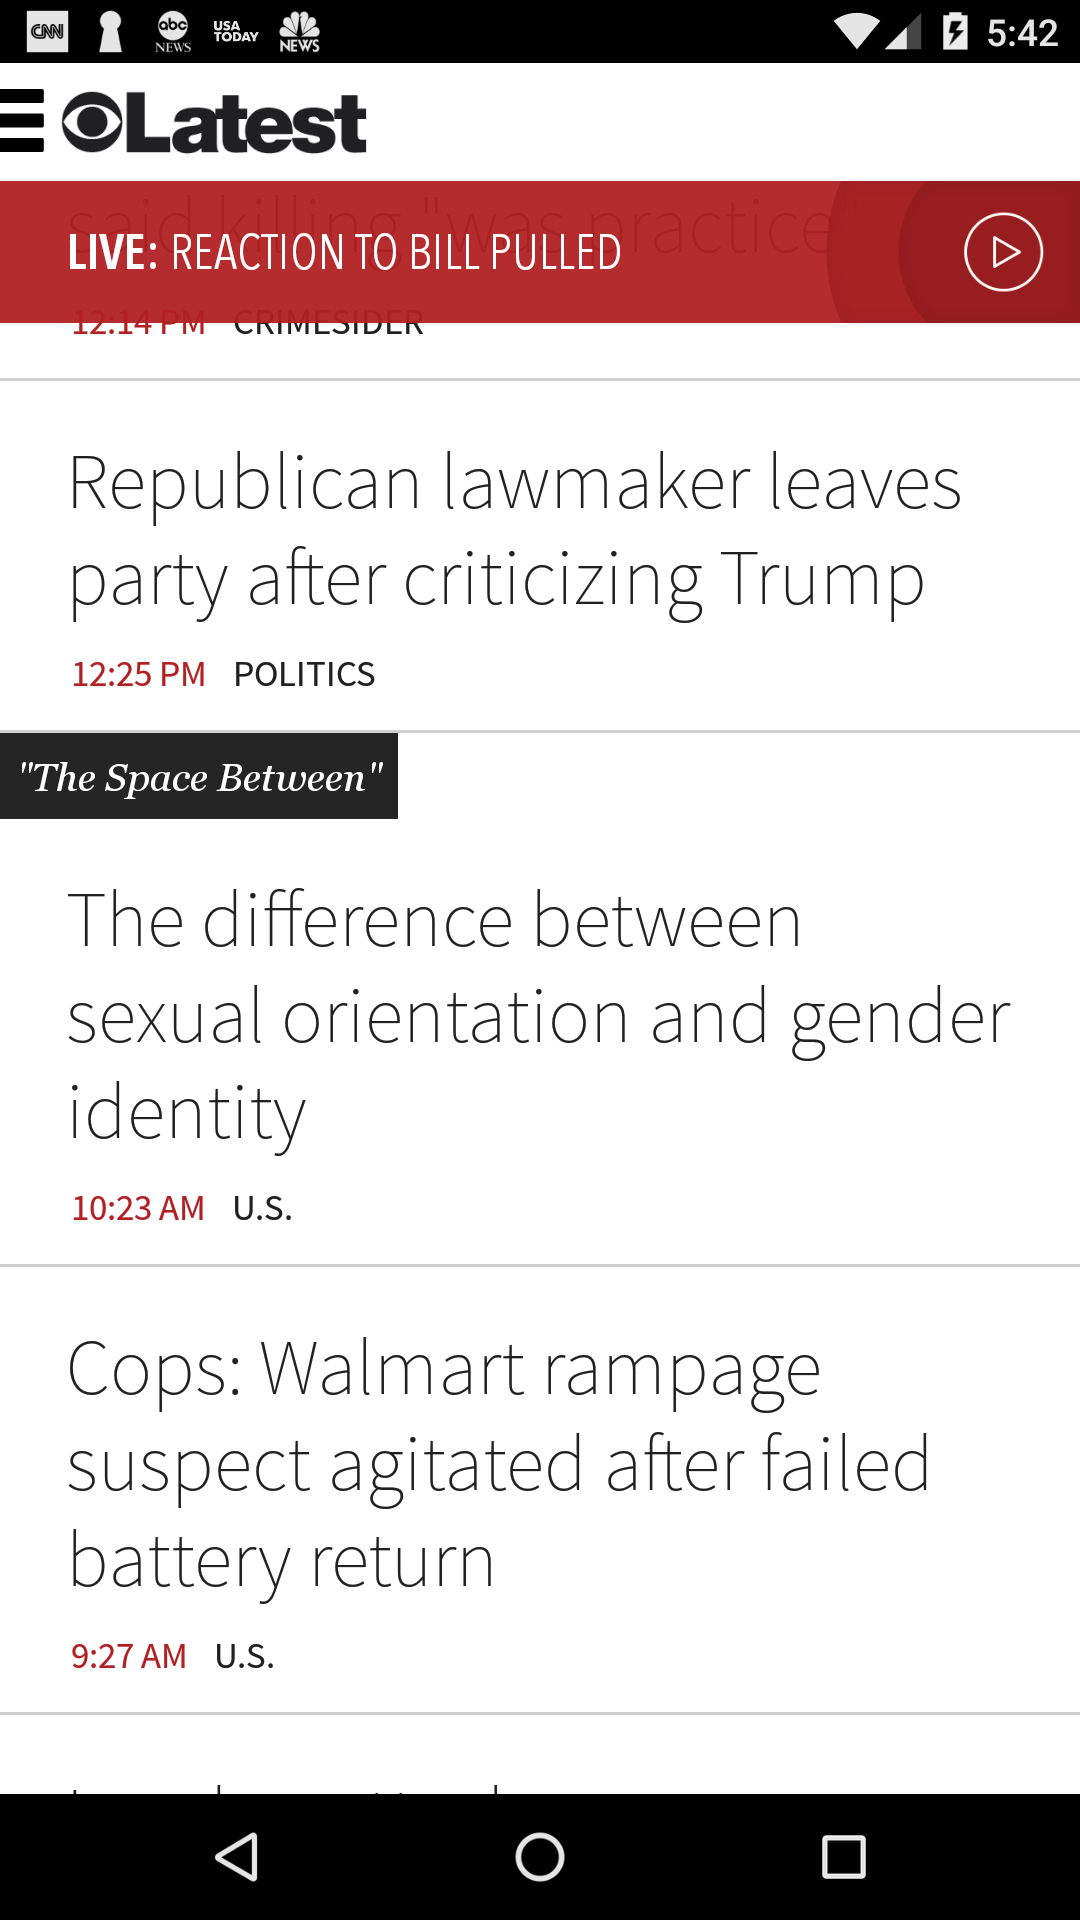 CNN
abc
NEWS
USA
TODAY
NEWS
5:42
Latest
said killing "was practice"
LIVE: REACTION TO BILL PULLED
12:14 PM CRIMESIDER
Republican lawmaker leaves
party after criticizing Trump
12:25 PM POLITICS
"The Space Between"
The difference between
sexual orientation and gender
identity
10:23 AM U.S.
Cops: Walmart rampage
suspect agitated after failed
battery return
9:27 AM U.S.